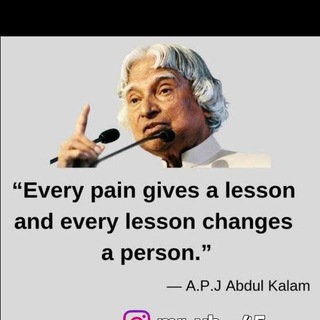 “Every pain gives a lesson
and every lesson changes
a person.”
— A.P.J Abdul Kalam